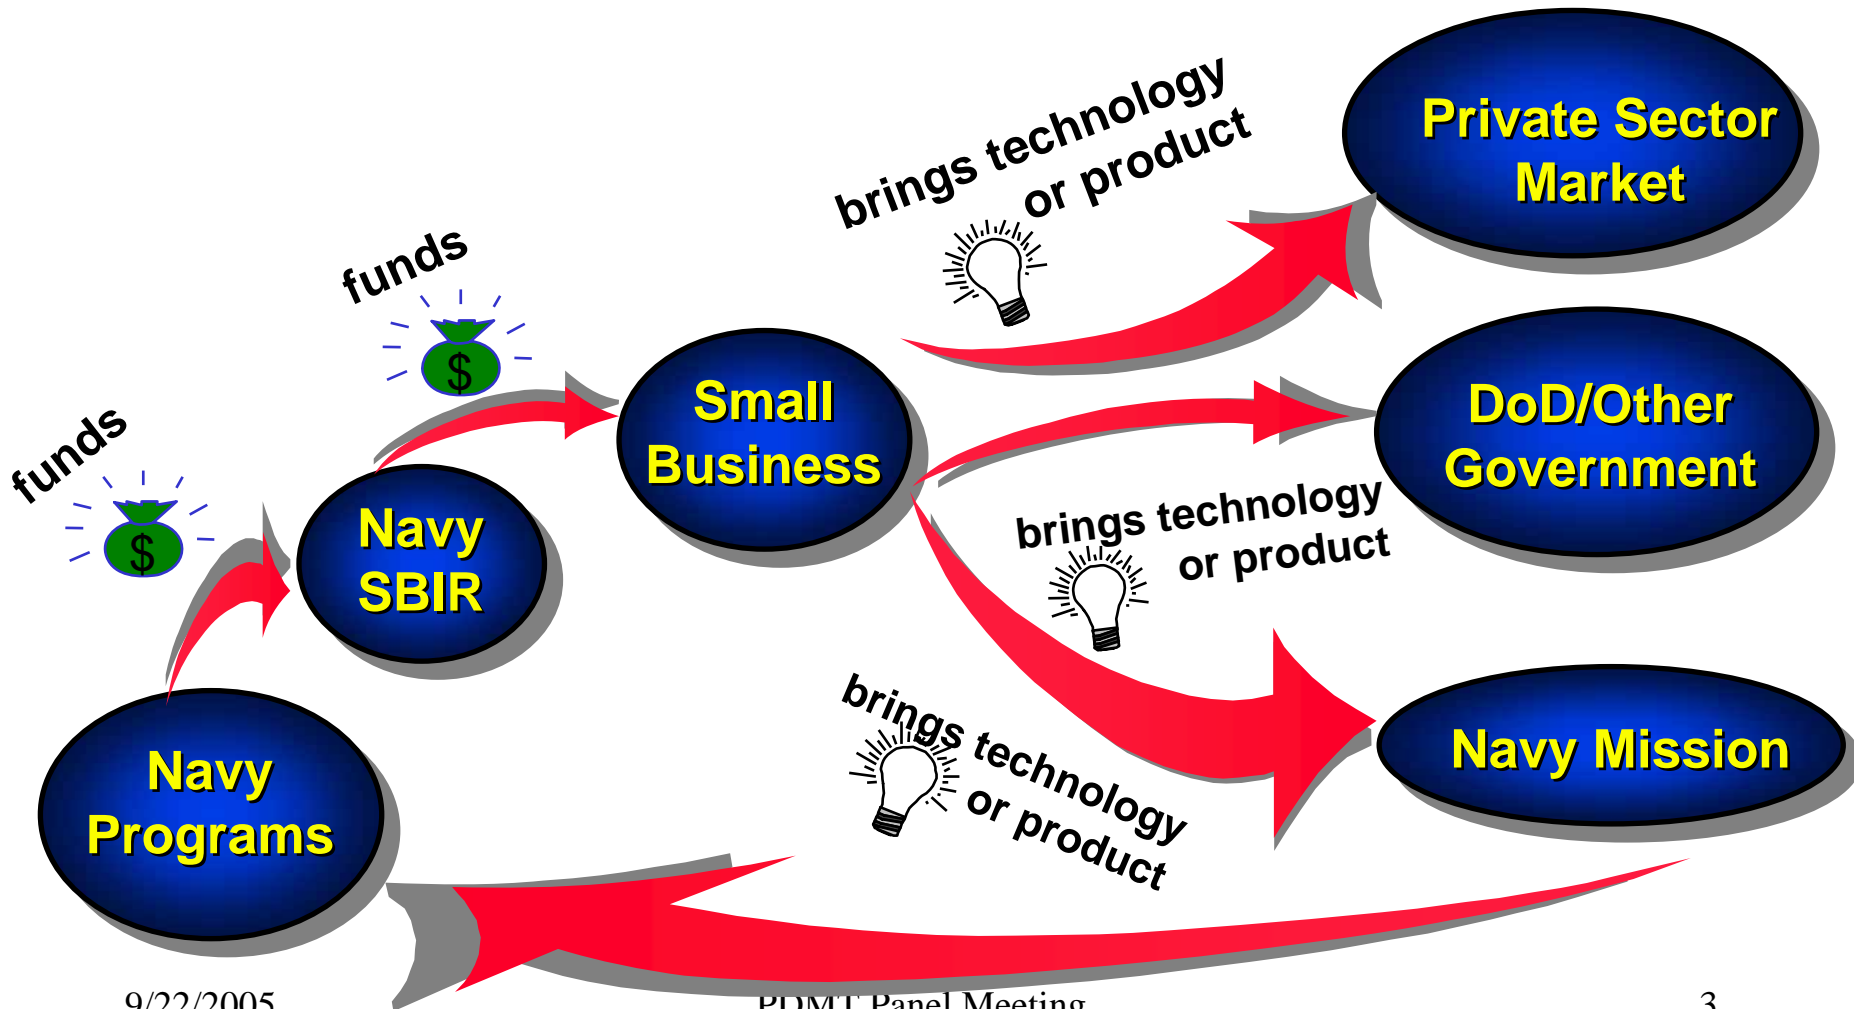 brings technology
or product
Private Sector
Market
funds
$
Small
Business
DoD/Other
Government
funds
$
Navy
SBIR
brings technology
or product
Navy
Programs
brings technology
or product
Navy Mission
9/22/2005
PDMT Panel Meeting
3